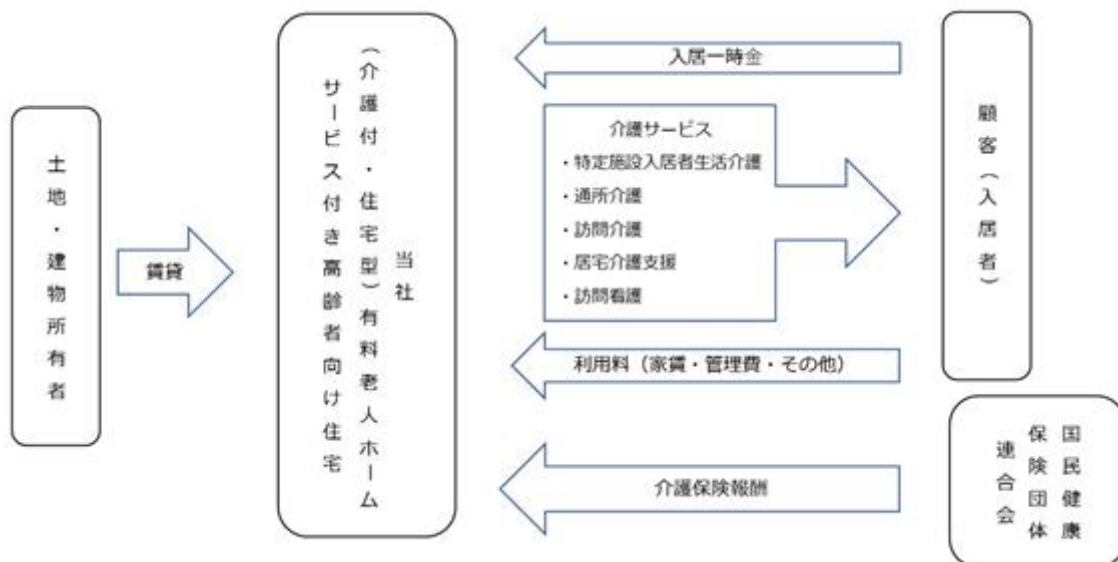 土地・建物所有者
賃貸
当社
（介護付・住宅型）有料老人ホーム
サービス付き高齢者向け住宅
入居一時金
介護サービス
・特定施設入居者生活介護
・通所介護
・訪問介護
・居宅介護支援
・訪問看護
利用料（家賃・管理費・その他）
介護保険報酬
顧客（入居者）
国民健康
保険団体
連合会